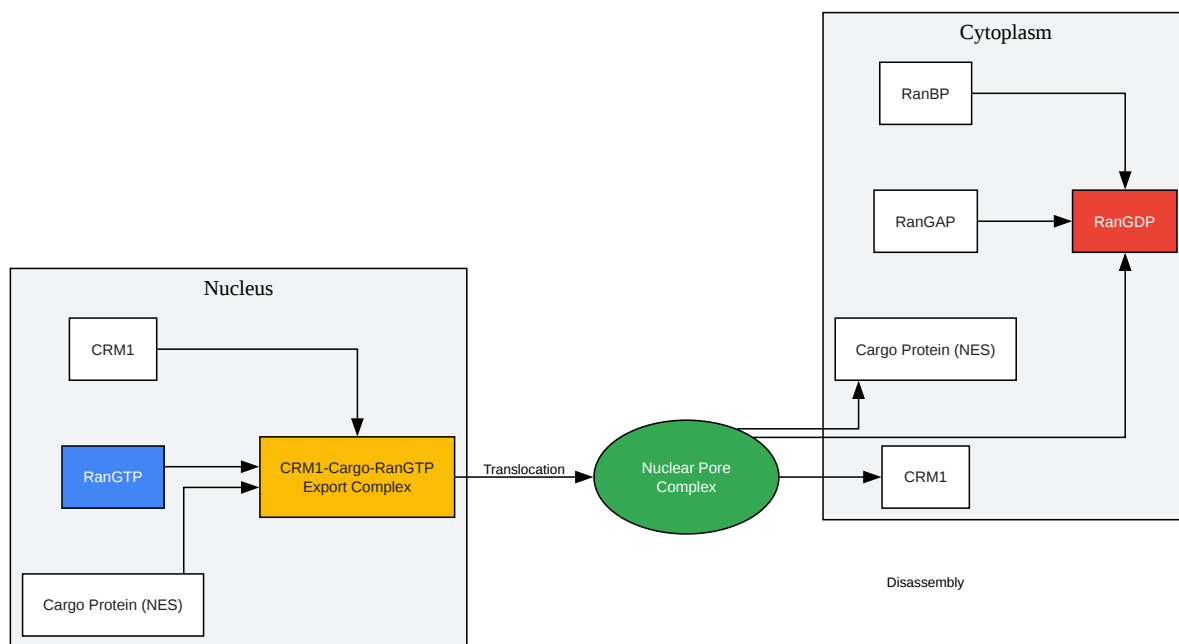 Cytoplasm
RanBP
RanGAP
RanGDP
Nucleus
CRM1
Cargo Protein (NES)
RanGTP
CRM1-Cargo-RanGTP
Export Complex
Translocation
Nuclear Pore
Complex
CRM1
Cargo Protein (NES)
Disassembly